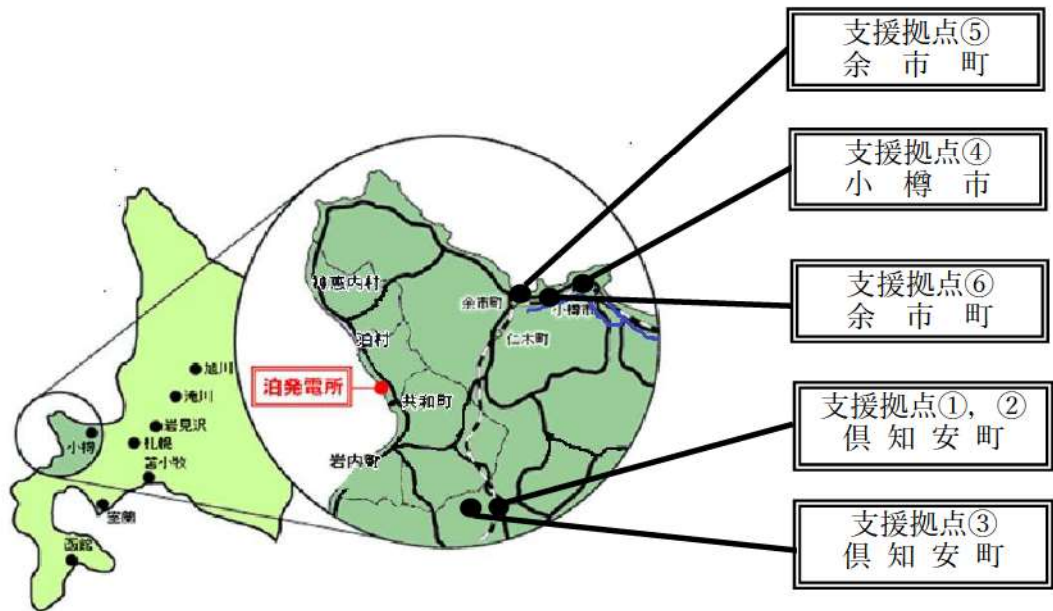 支援拠点⑤
余市町
支援拠点④
小樽市
支援拠点⑥
余市町
支援拠点①,②
倶知安町
支援拠点③
倶知安町
神恵内村
泊村
泊発電所
共和町
岩内町
余市町
小樽市
仁木町
旭川
滝川
岩見沢
札幌
小樽
苫小牧
室蘭
函館